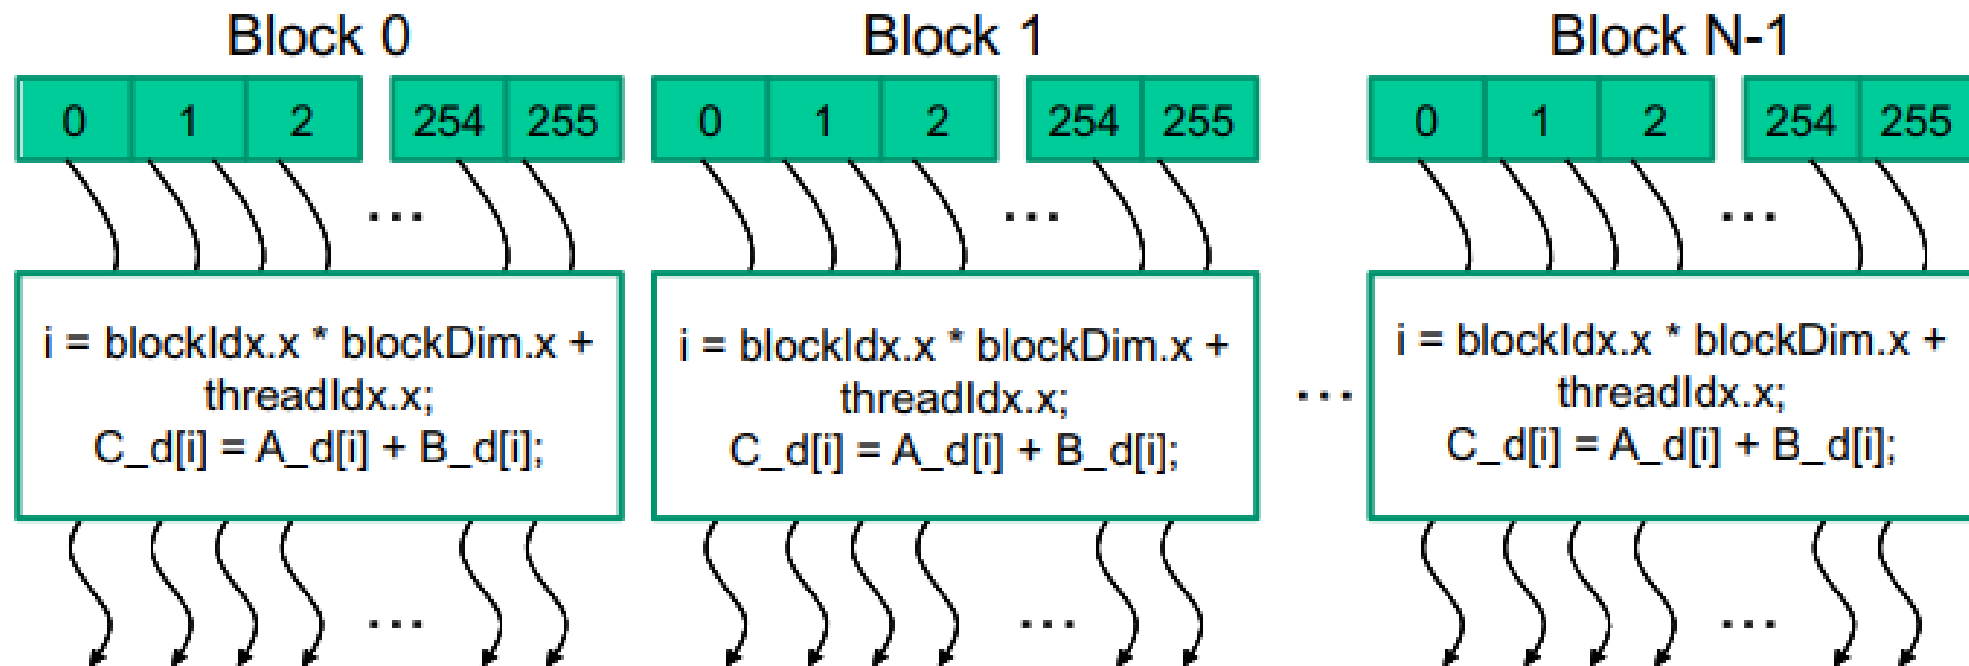 Block 0 Block 1 Block N-1
0 1 2 254 255 0 1 2 254 255 0 1 2 254 255
... ... ...
i = blockIdx.x * blockDim.x + i = blockIdx.x * blockDim.x + i = blockIdx.x * blockDim.x +
threadIdx.x; threadIdx.x; ... threadIdx.x;
C_d[i] = A_d[i] + B_d[i]; C_d[i] = A_d[i] + B_d[i]; C_d[i] = A_d[i] + B_d[i];
... ... ...